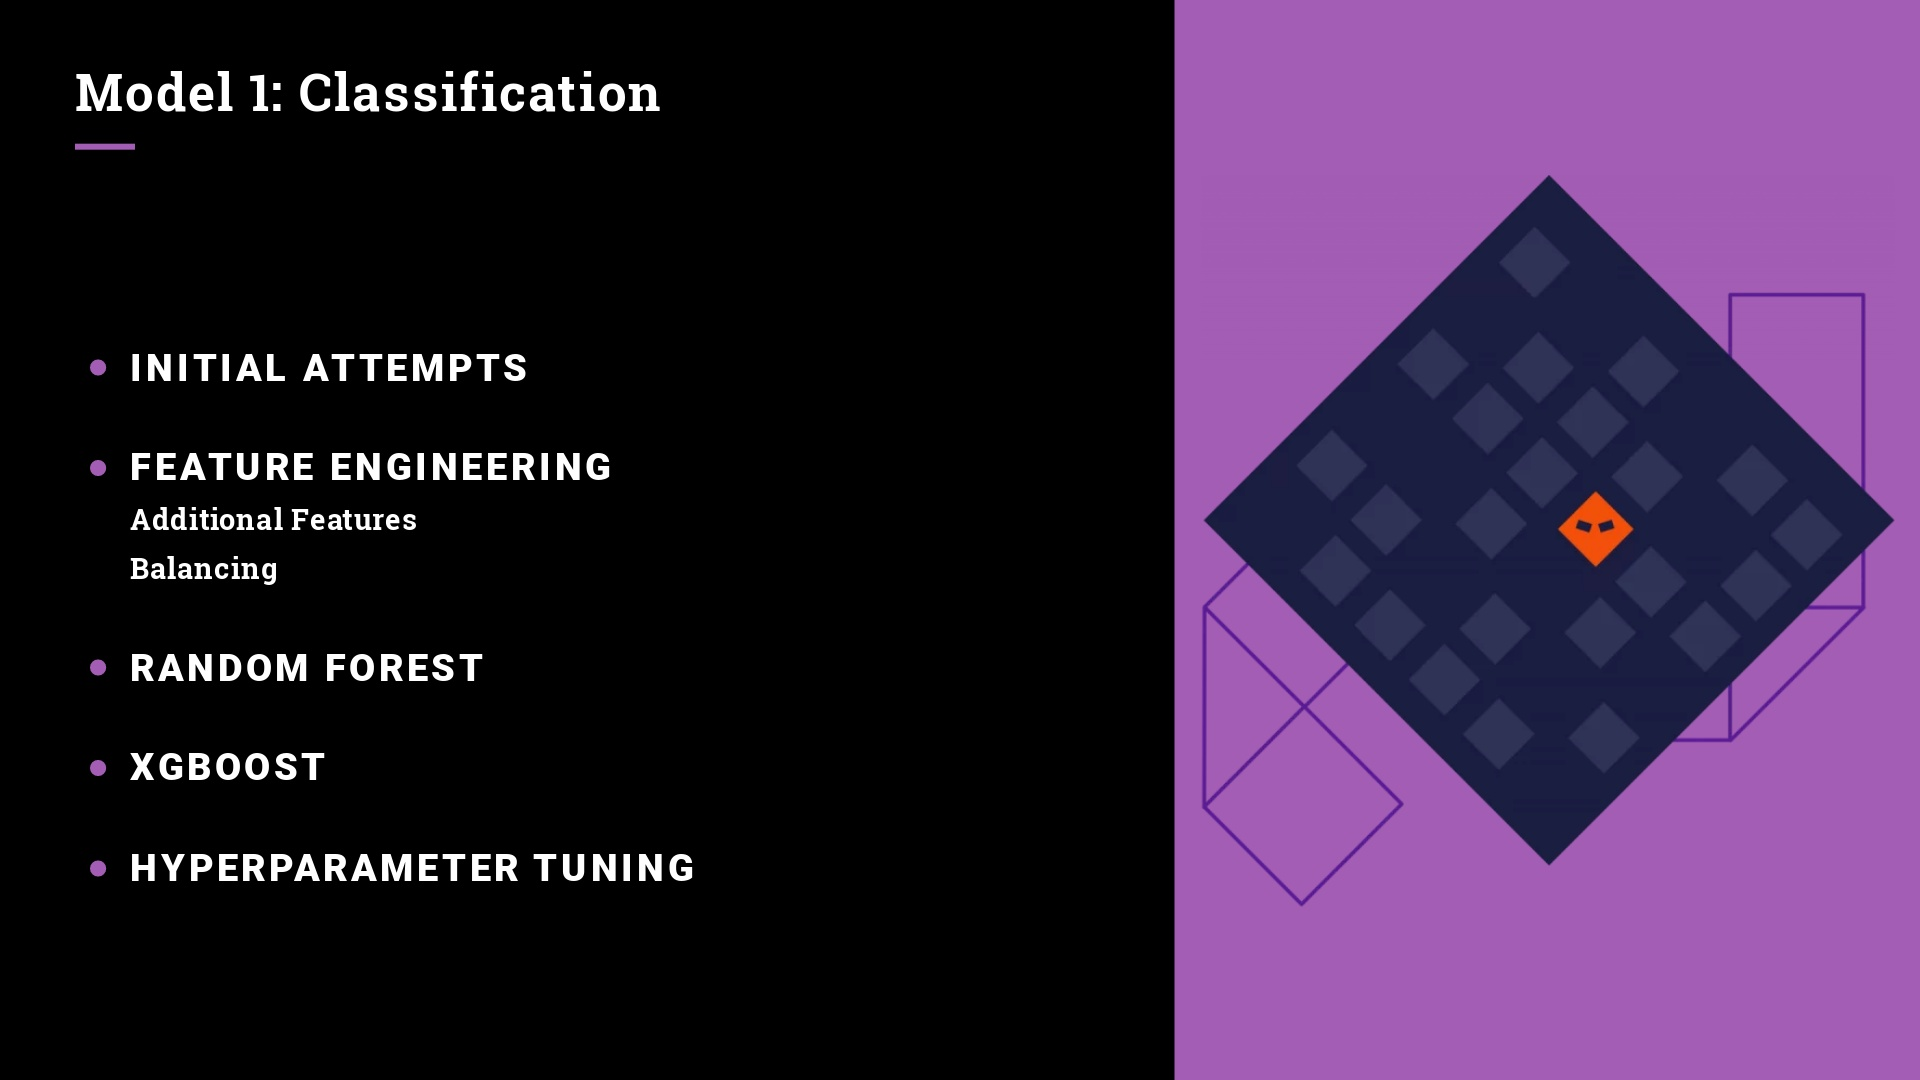 Model 1: Classification
INITIAL ATTEMPTS
FEATURE ENGINEERING
Additional Features
Balancing
RANDOM FOREST
XGBOOST
HYPERPARAMETER TUNING